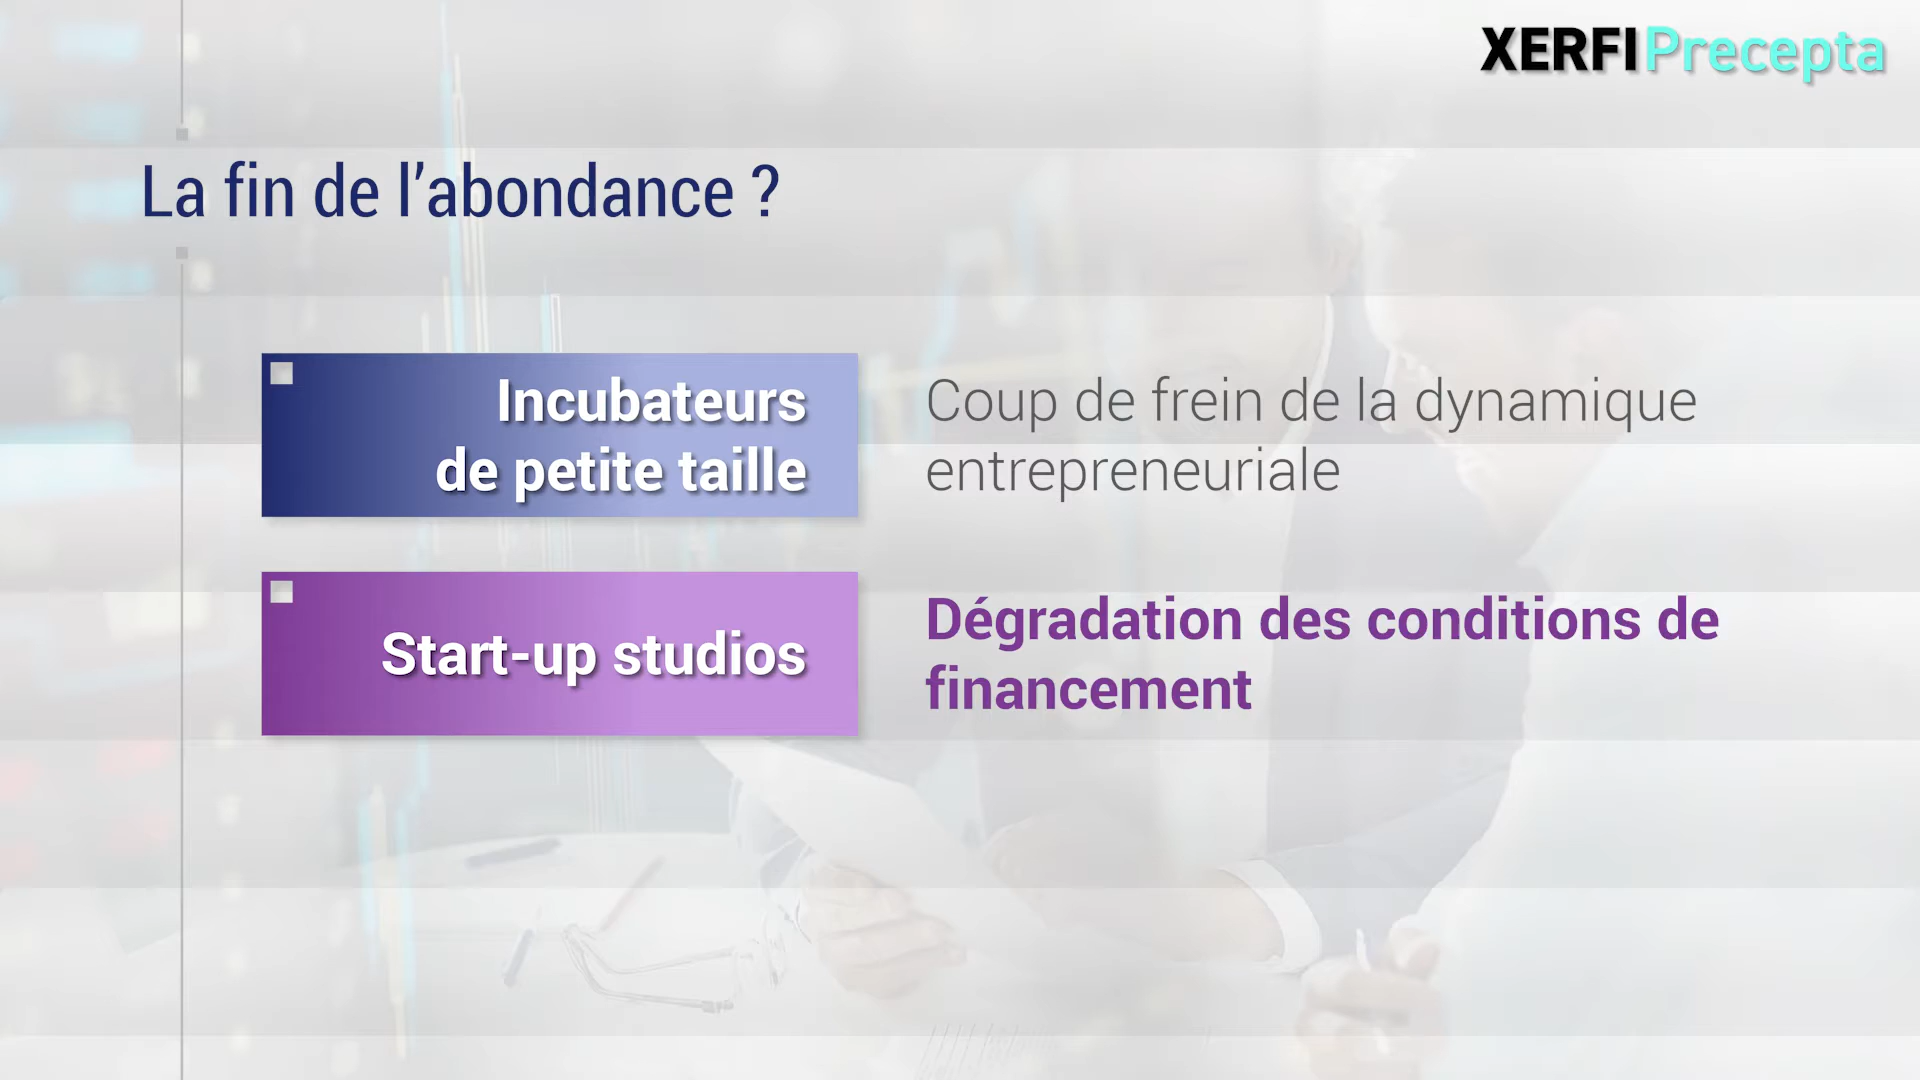 XERFI Precepta
La fin de l’abondance ?
Incubateurs
de petite taille
Coup de frein de la dynamique
entrepreneuriale
Start-up studios
Dégradation des conditions de
financement